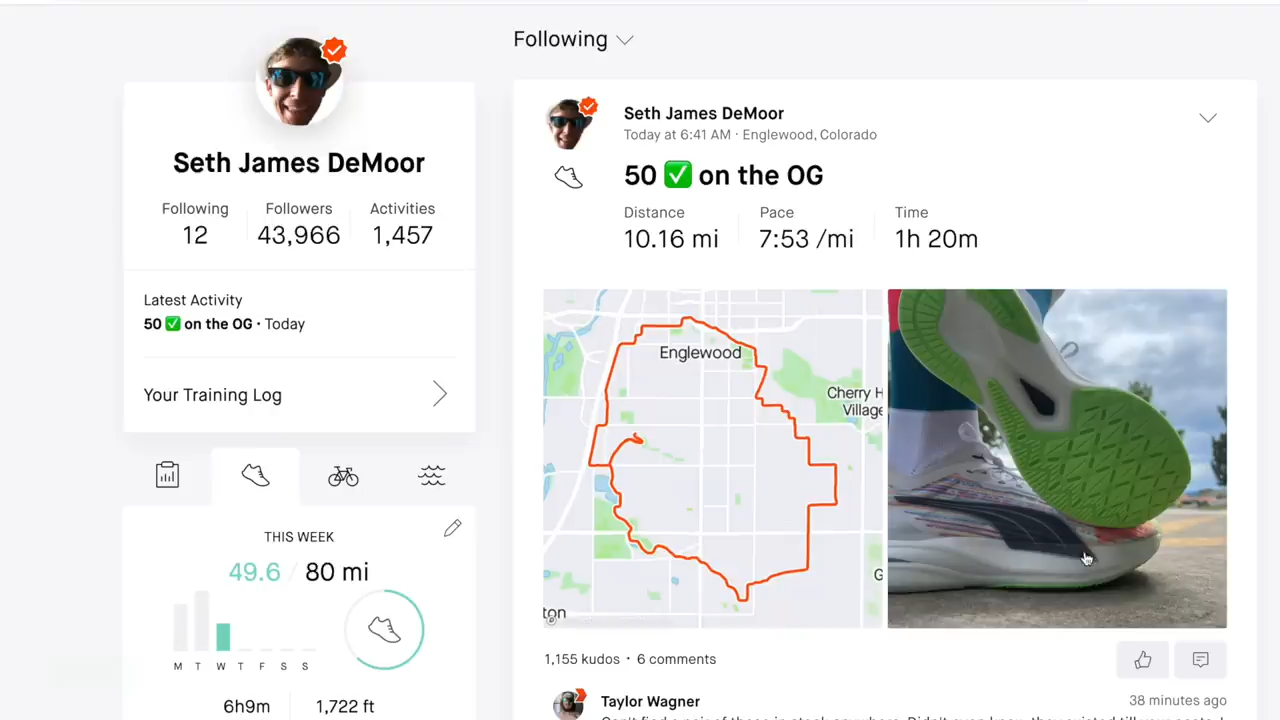 Following
Seth James DeMoor
Following Followers Activities
12 43,966 1,457
Latest Activity
50 ✅ on the OG • Today
Your Training Log
THIS WEEK
49.6 / 80 mi
M T W T F S S
6h9m 1,722 ft
Seth James DeMoor
Today at 6:41 AM · Englewood, Colorado
50 ✅ on the OG
Distance Pace Time
10.16 mi 7:53 /mi 1h 20m
Englewood
Cherry H
Village
G
ton
1,155 kudos • 6 comments
Taylor Wagner
38 minutes ago